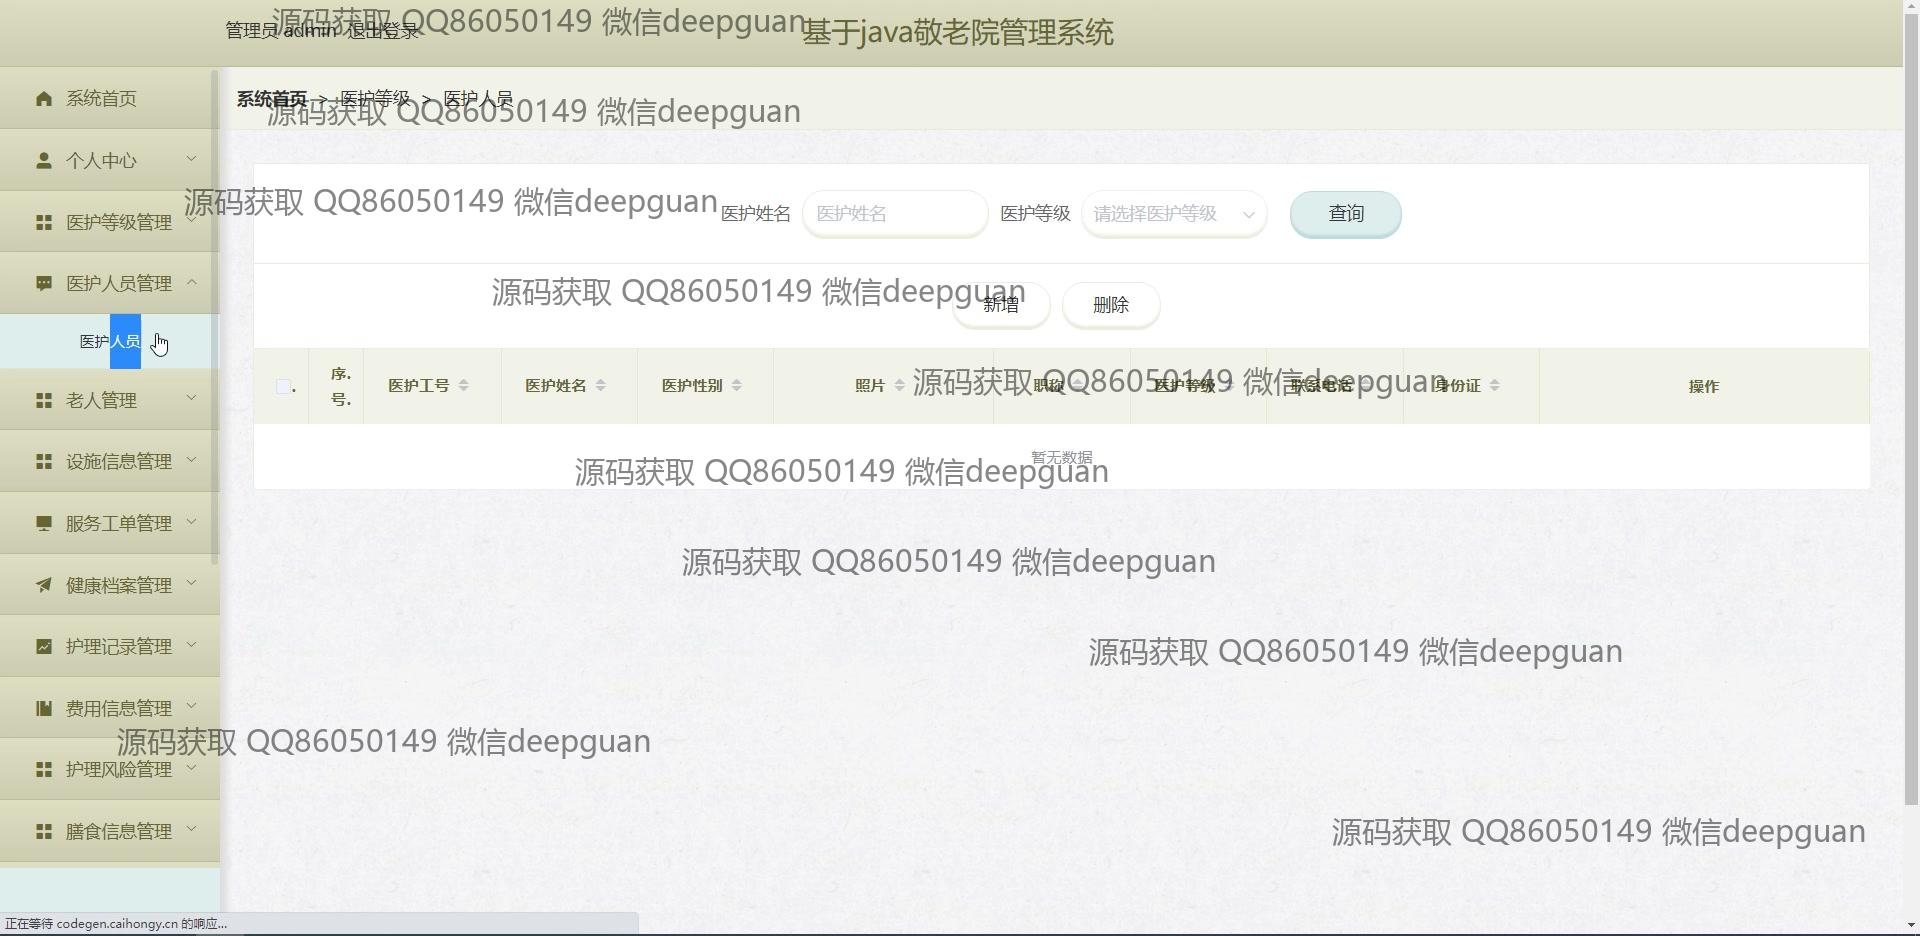 管理员 admin 退出登录
基于java敬老院管理系统
源码获取 QQ86050149 微信deepguan
系统首页 > 医护等级 > 医护人员
源码获取 QQ86050149 微信deepguan
系统首页
个人中心
医护等级管理
医护人员管理
医护人员
老人管理
设施信息管理
服务工单管理
健康档案管理
护理记录管理
费用信息管理
护理风险管理
膳食信息管理
源码获取 QQ86050149 微信deepguan
医护姓名 医护姓名 医护等级 请选择医护等级 查询
源码获取 QQ86050149 微信deepguan
新增 删除
序. 号. 医护工号 医护姓名 医护性别 照片 职称 医护等级 联系电话 身份证 操作
源码获取 QQ86050149 微信deepguan
暂无数据
源码获取 QQ86050149 微信deepguan
源码获取 QQ86050149 微信deepguan
源码获取 QQ86050149 微信deepguan
源码获取 QQ86050149 微信deepguan
源码获取 QQ86050149 微信deepguan
正在等待 codegen.caihongy.cn 的响应...